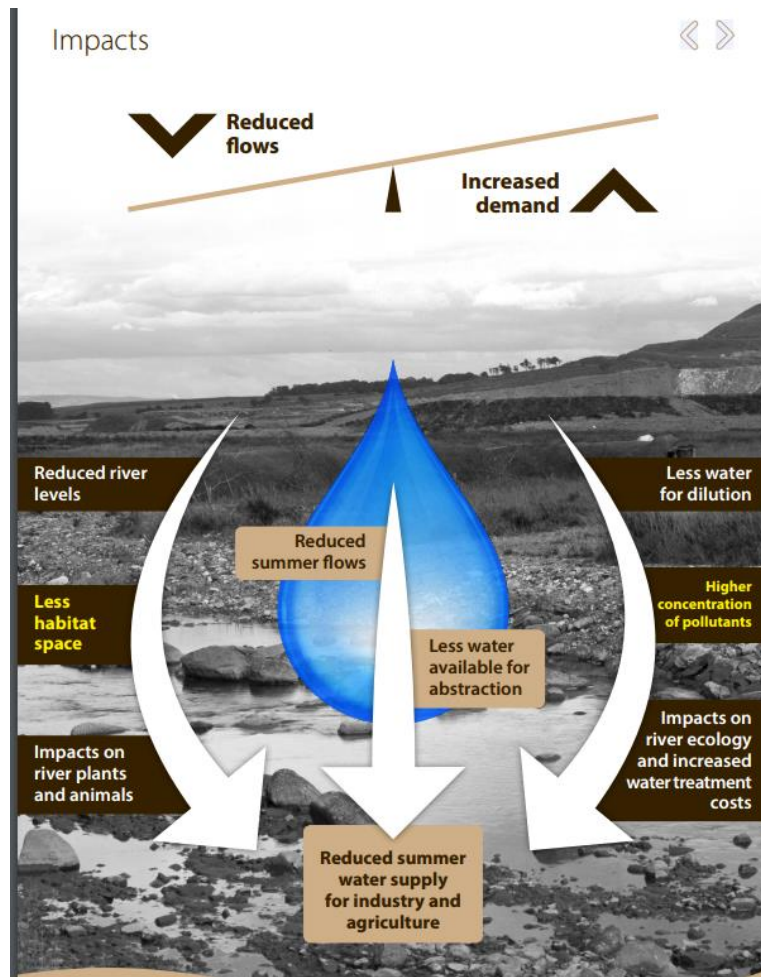 Impacts
Reduced
flows
Increased
demand
Reduced river
levels
Less
habitat
space
Impacts on
river plants
and animals
Reduced
summer flows
Less water
available for
abstraction
Reduced summer
water supply
for industry and
agriculture
Less water
for dilution
Higher
concentration
of pollutants
Impacts on
river ecology
and increased
water treatment
costs